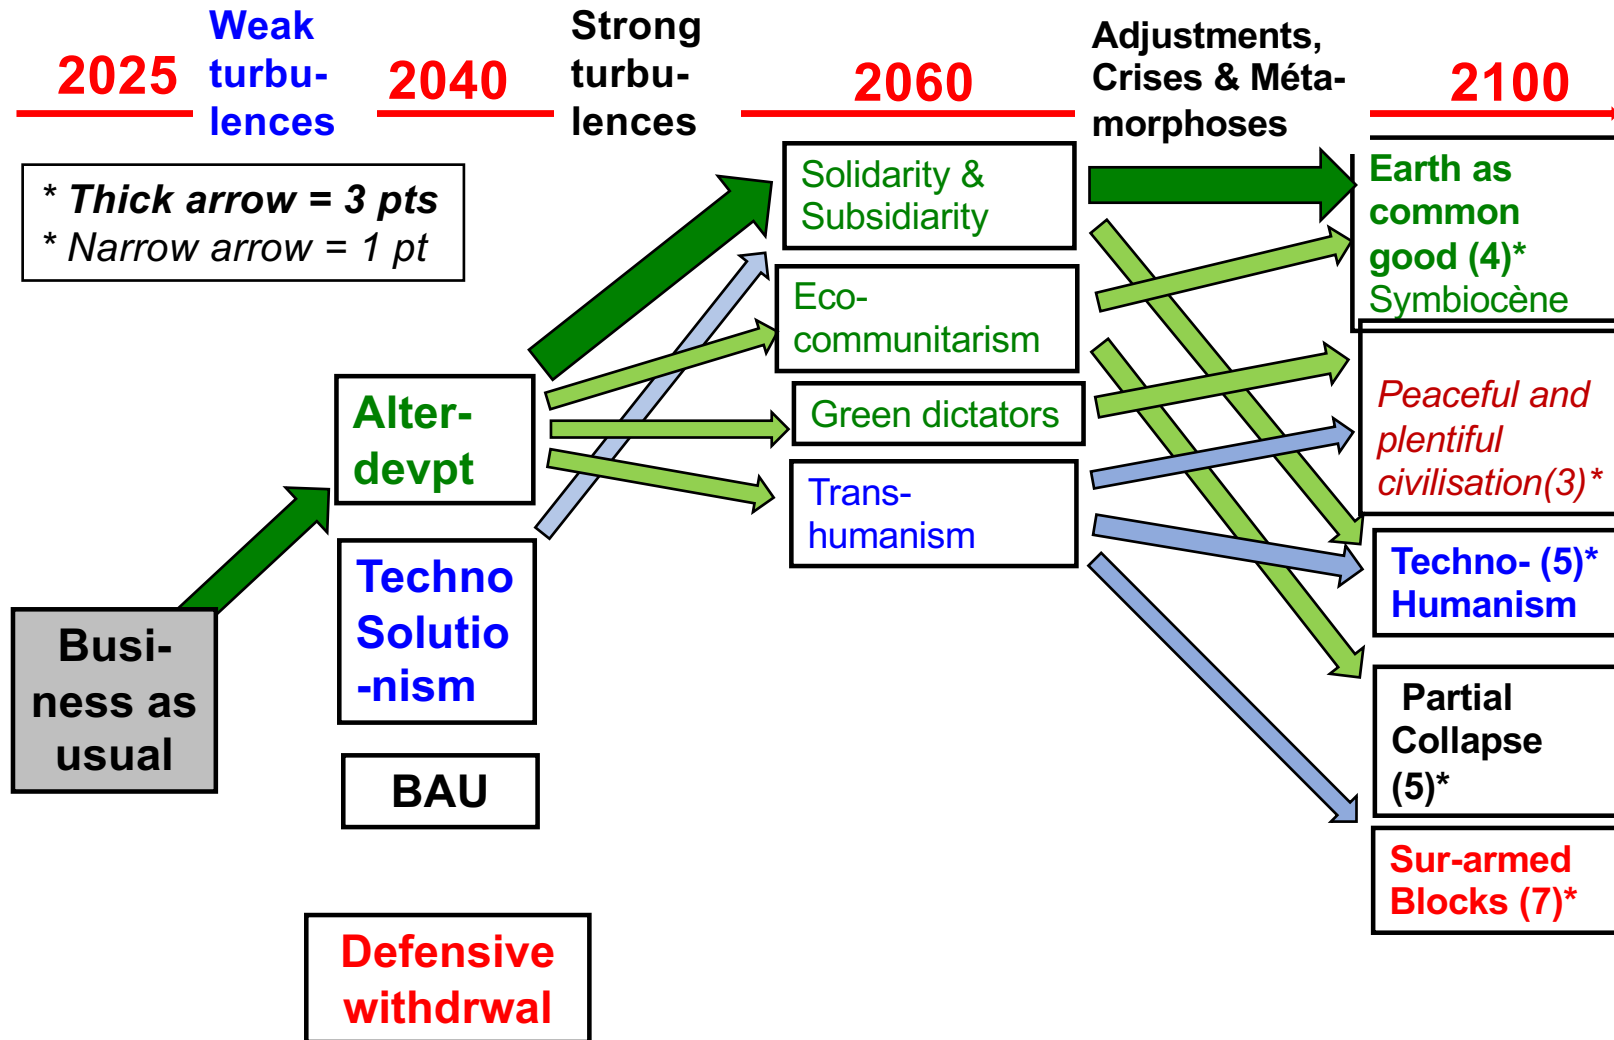 2025
Weak
turbu-
lences
2040
Strong
turbu-
lences
2060
Adjustments,
Crises & Méta-
morphoses
2100
* Thick arrow = 3 pts
* Narrow arrow = 1 pt
Busi-
ness as
usual
Alter-
devpt
Techno
Solutio
-nism
BAU
Defensive
withdrwal
Solidarity &
Subsidiarity
Eco-
communitarism
Green dictators
Trans-
humanism
Earth as
common
good (4)*
Symbiocène
Peaceful and
plentiful
civilisation(3)*
Techno- (5)*
Humanism
Partial
Collapse
(5)*
Sur-armed
Blocks (7)*